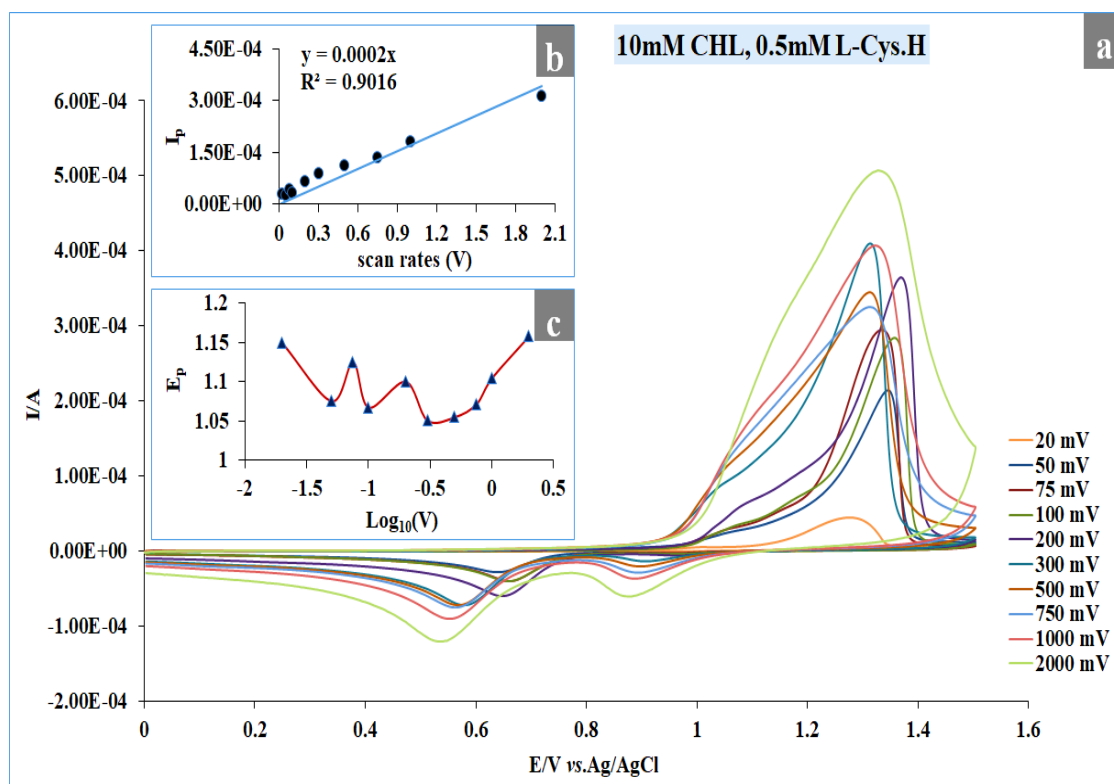 10mM CHL, 0.5mM L-Cys.H
a
6.00E-04
5.00E-04
4.00E-04
3.00E-04
2.00E-04
1.00E-04
0.00E+00
-1.00E-04
-2.00E-04
I/A
0
0.2
0.4
0.6
0.8
1
1.2
1.4
1.6
E/V vs.Ag/AgCl
20 mV
50 mV
75 mV
100 mV
200 mV
300 mV
500 mV
750 mV
1000 mV
2000 mV
b
y = 0.0002x
R² = 0.9016
4.50E-04
3.00E-04
1.50E-04
0.00E+00
Ip
0
0.3
0.6
0.9
1.2
1.5
1.8
2.1
scan rates (V)
c
1.2
1.15
1.1
1.05
1
Ep
-2
-1.5
-1
-0.5
0
0.5
Log10(V)